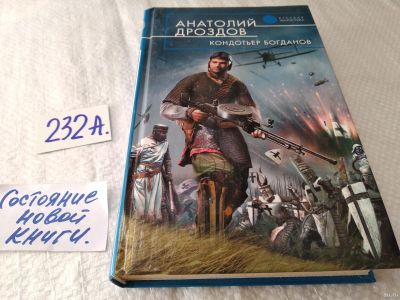 АНАТОЛИЙ
ДРОЗДОВ
КОНДОТЬЕР БОГДАНОВ
232А.
Состояние
новой
книги.